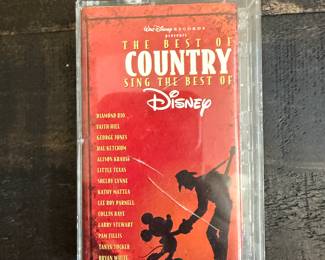 WALT DISNEY RECORDS
presents
THE BEST OF
COUNTRY
SING THE BEST OF
Disney
DIAMOND RIO
FAITH HILL
GEORGE JONES
HAL KETCHUM
ALISON KRAUSS
LITTLE TEXAS
SHELBY LYNNE
KATHY MATTEA
LEE ROY PARNELL
COLLIN RAYE
LARRY STEWART
PAM TILLIS
TANYA TUCKER
BRYAN WHITE